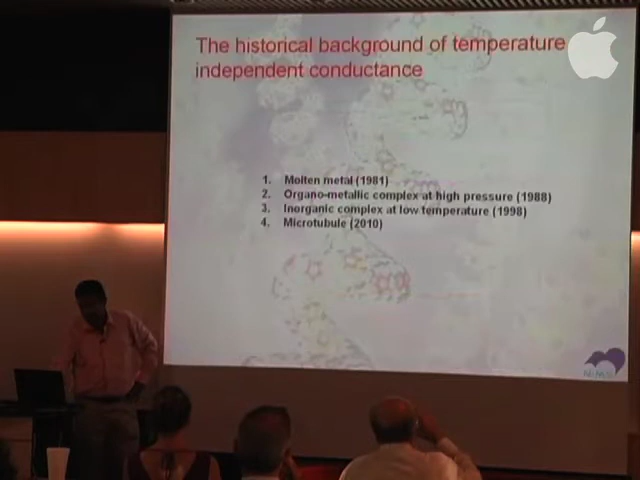 The historical background of temperature
independent conductance
1. Molten metal (1981)
2. Organo-metallic complex at high pressure (1988)
3. Inorganic complex at low temperature (1998)
4. Microtubule (2010)